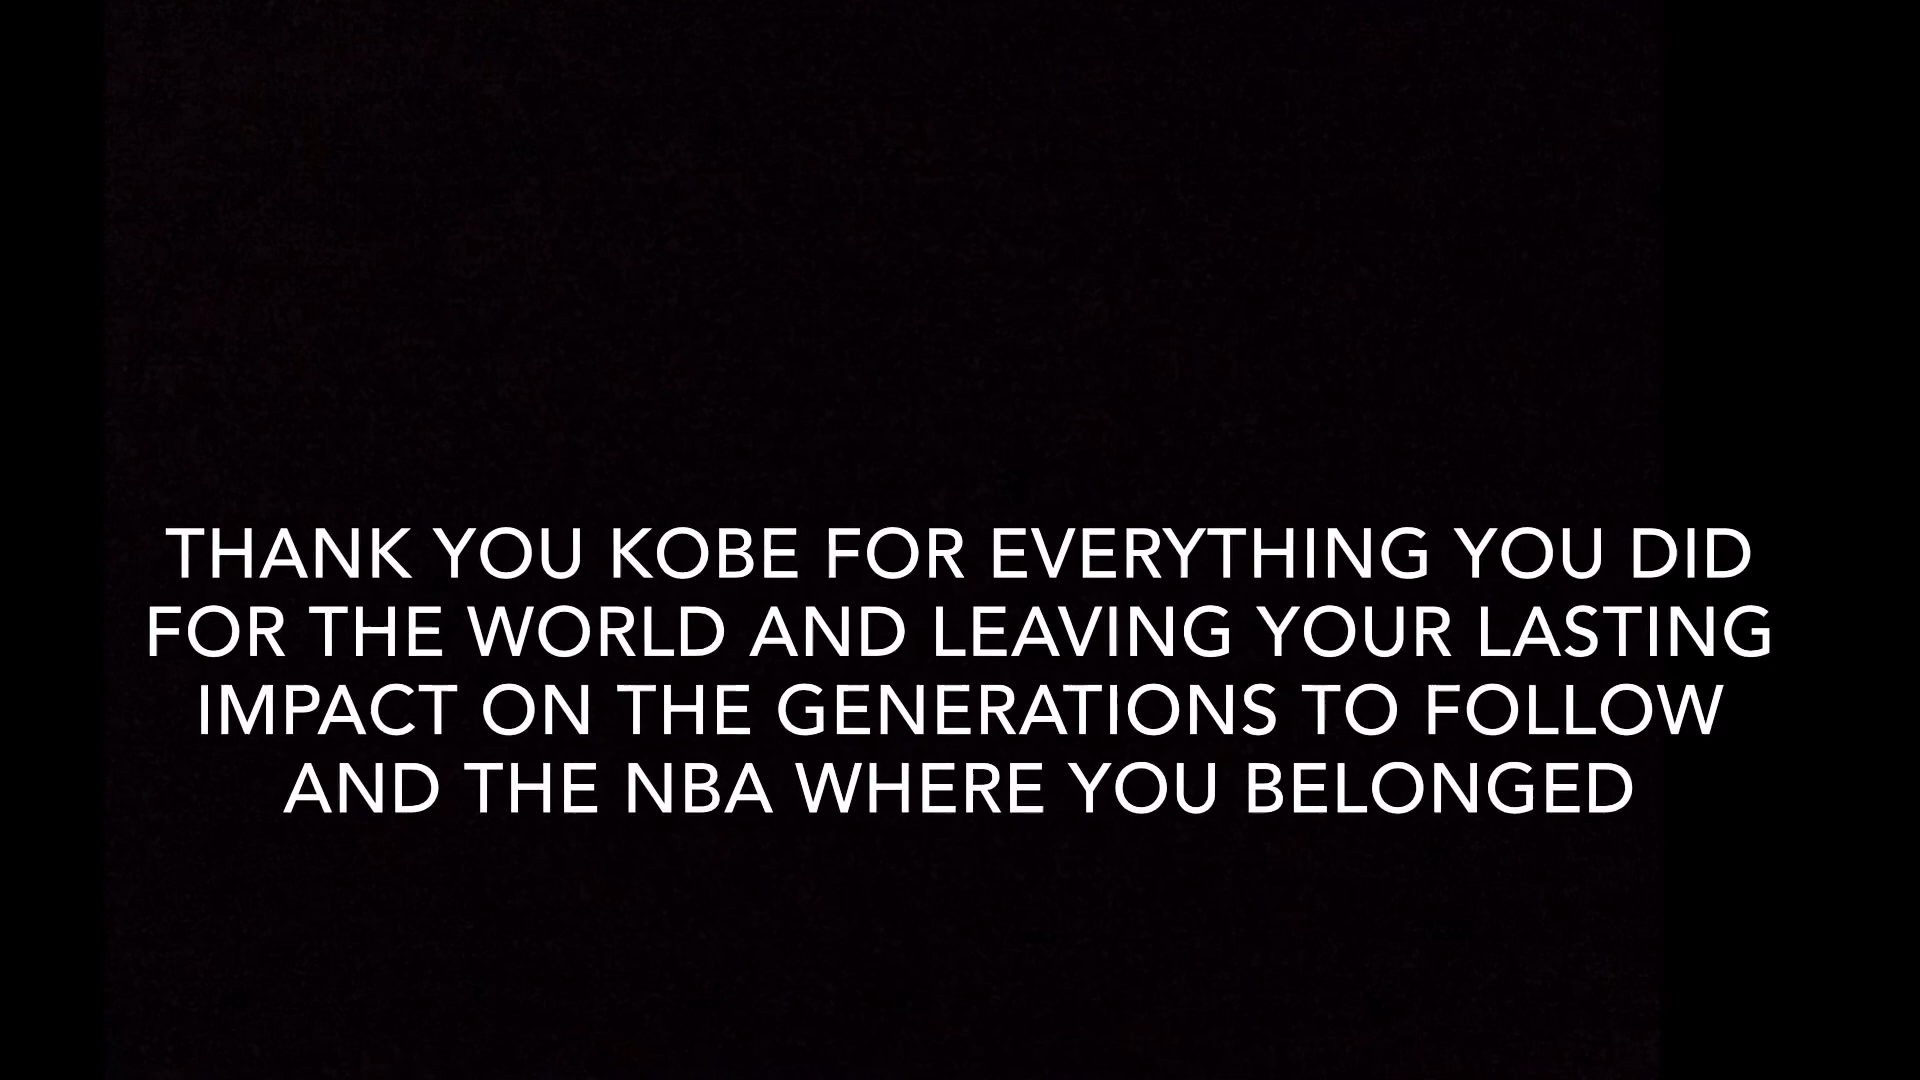 THANK YOU KOBE FOR EVERYTHING YOU DID
FOR THE WORLD AND LEAVING YOUR LASTING
IMPACT ON THE GENERATIONS TO FOLLOW
AND THE NBA WHERE YOU BELONGED